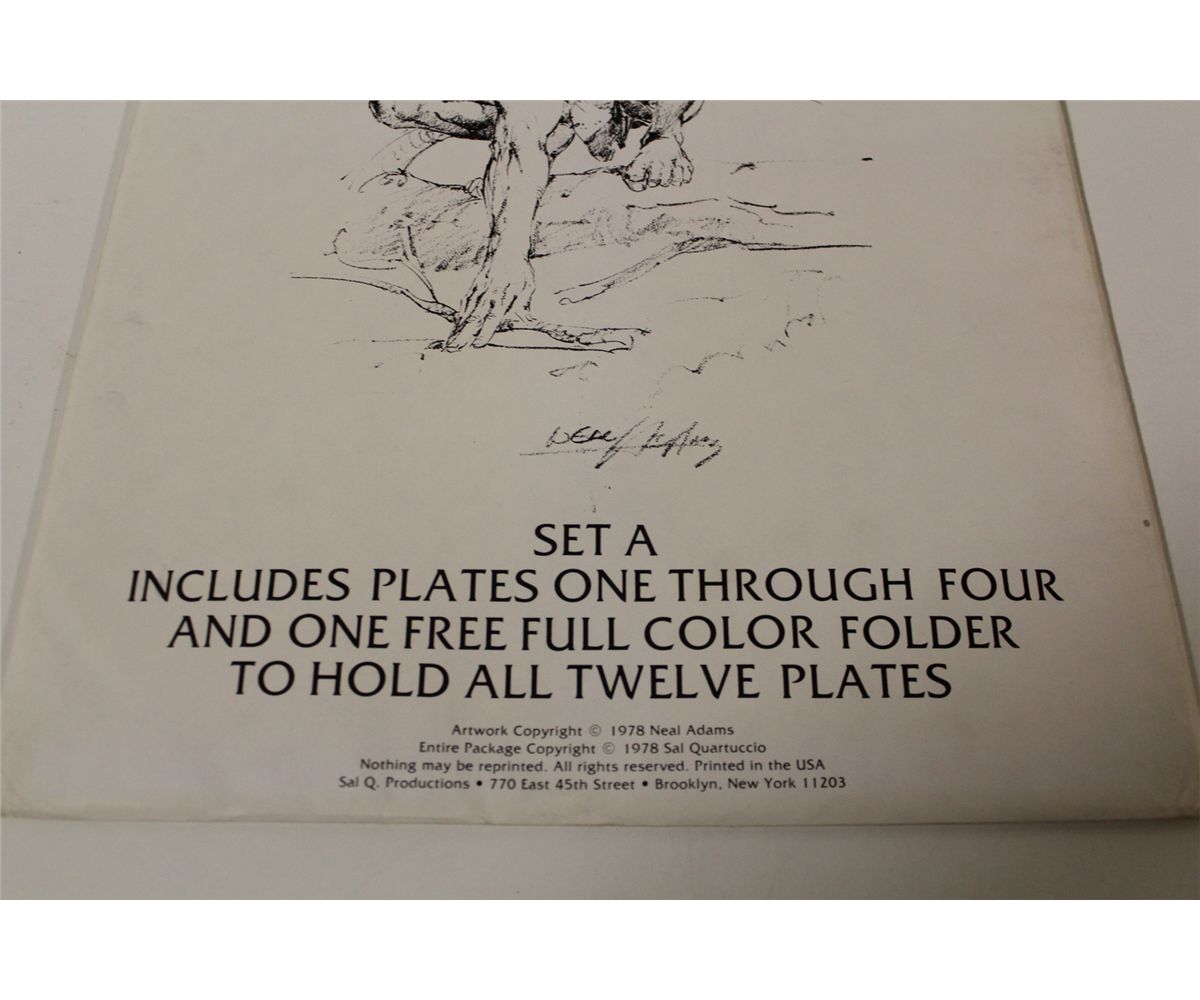 Neal Adams
SET A
INCLUDES PLATES ONE THROUGH FOUR
AND ONE FREE FULL COLOR FOLDER
TO HOLD ALL TWELVE PLATES
Artwork Copyright © 1978 Neal Adams
Entire Package Copyright © 1978 Sal Quartuccio
Nothing may be reprinted. All rights reserved. Printed in the USA
Sal Q. Productions • 770 East 45th Street • Brooklyn, New York 11203